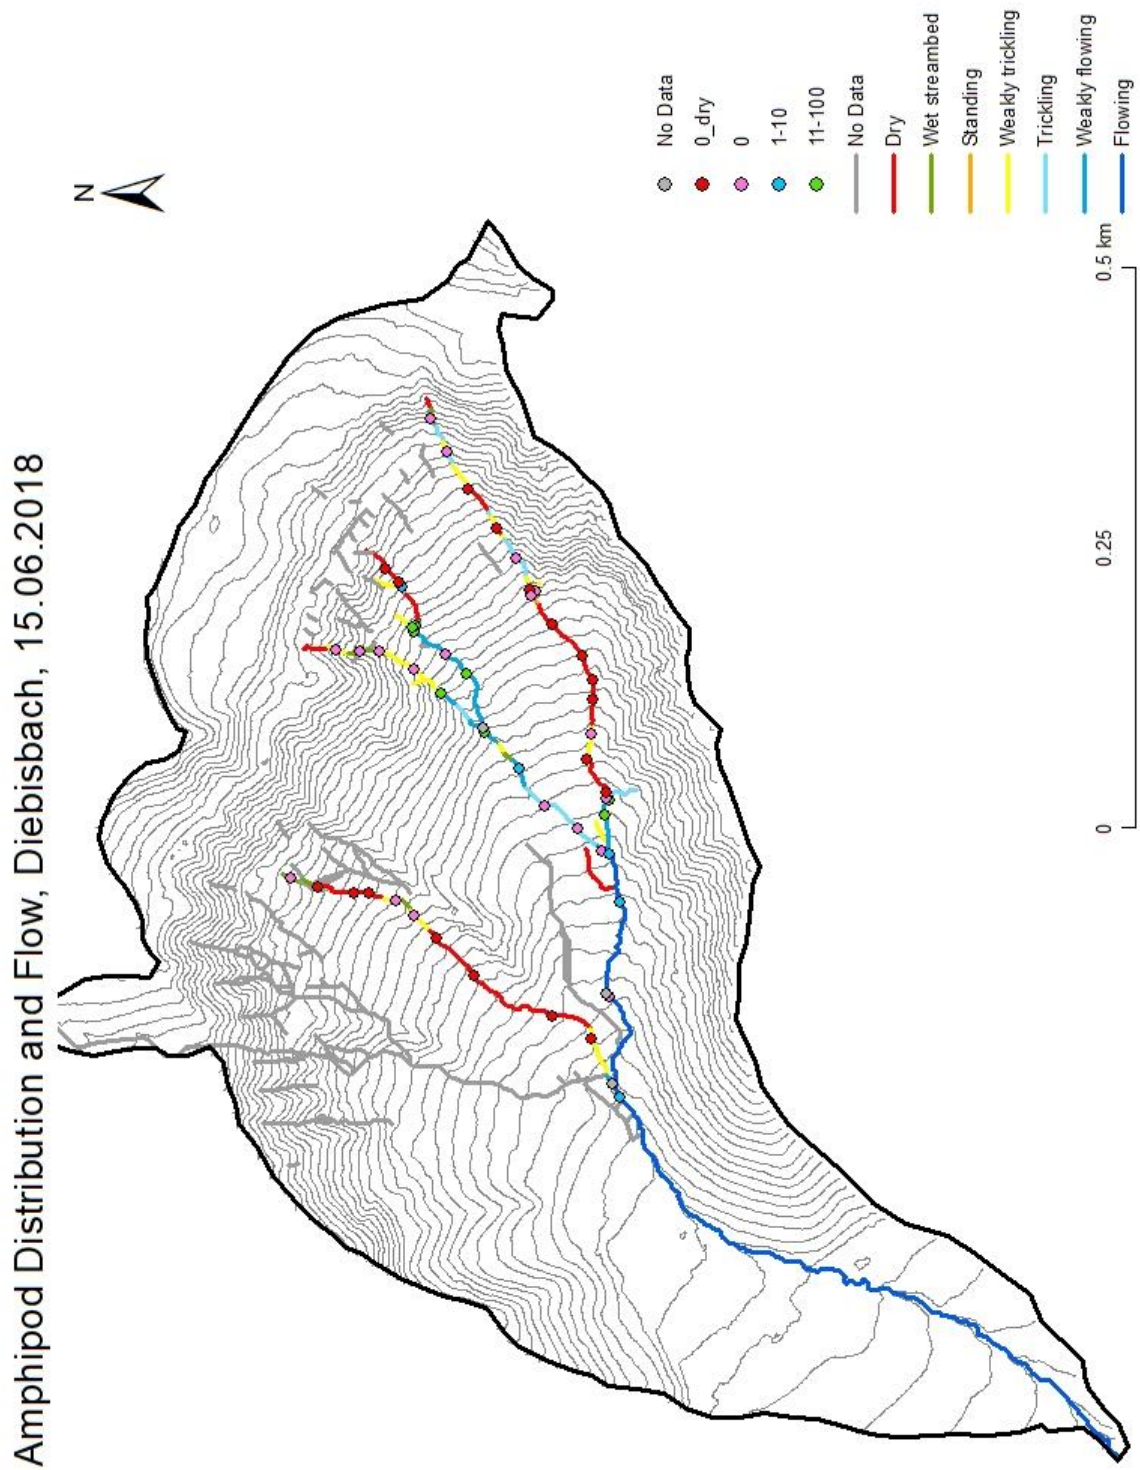 Amphipod Distribution and Flow, Diebisbach, 15.06.2018
N
No Data
0_dry
0
1-10
11-100
No Data
Dry
Wet streambed
Standing
Weakly trickling
Trickling
Weakly flowing
Flowing
0 0.25 0.5 km